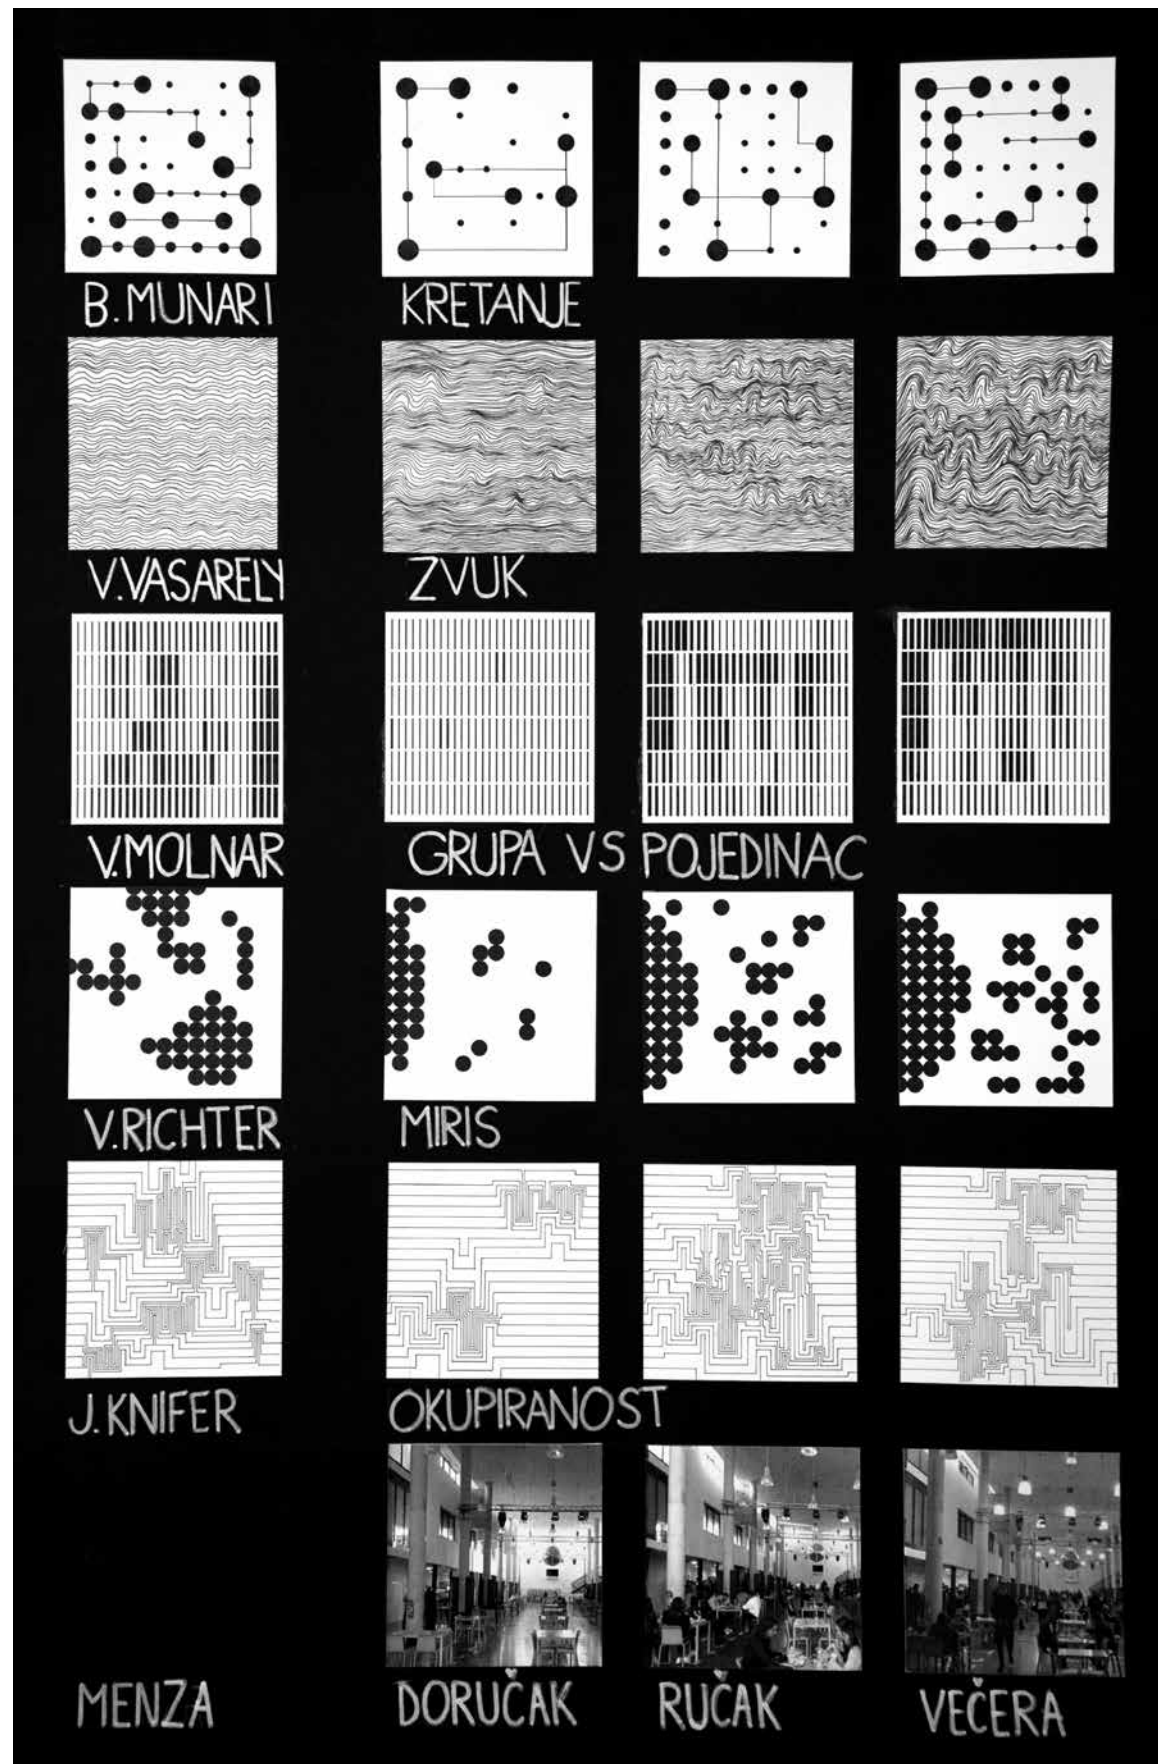 B. MUNARI KRETANJE
V. VASARELY ZVUK
V. MOLNAR GRUPA VS POJEDINAC
V. RICHTER MIRIS
J. KNIFER OKUPIRANOST
MENZA DORUČAK RUČAK VEČERA